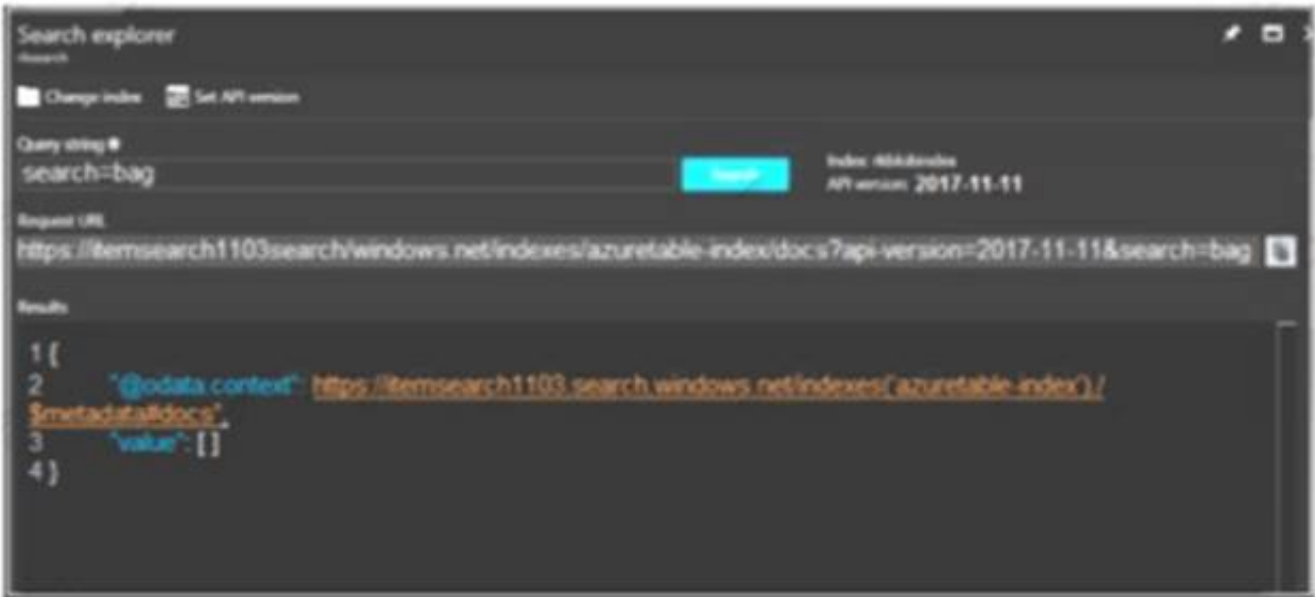 Search explorer
Change index Set API version
Query string
search=bag
Search
Index:
API version: 2017-11-11
Request URL
https://itemsearch1103search/windows.net/indexes/azuretable-index/docs?api-version=2017-11-11&search=bag
Results
1 {
2 "@odata.context": https://itemsearch1103.search.windows.net/indexes('azuretable-index')./
$metadata#docs",
3 "value": [ ]
4 }